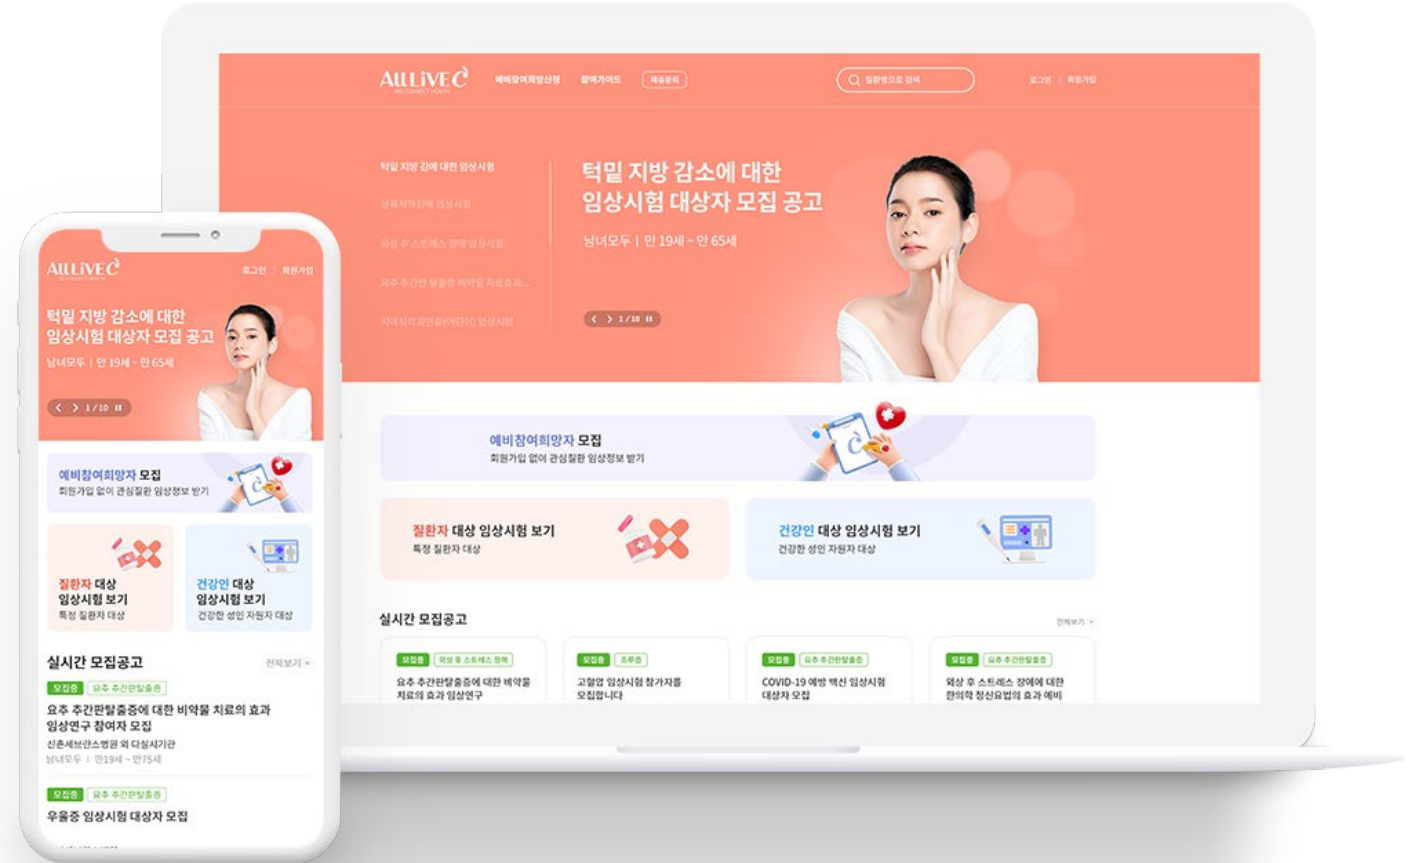 ALLLiVE C
예비참여희망신청
참여가이드
제휴문의
질환명으로 검색
로그인 | 회원가입
턱밑 지방 감에 대한 임상시험
턱밑 지방 감소에 대한
임상시험 대상자 모집 공고
남녀모두 | 만 19세 ~ 만 65세
1 / 10
예비참여희망자 모집
회원가입 없이 관심질환 임상정보 받기
질환자 대상 임상시험 보기
특정 질환자 대상
건강인 대상 임상시험 보기
건강한 성인 자원자 대상
실시간 모집공고
전체보기 +
모집중 외상 후 스트레스 장애
요추 추간판탈출증에 대한 비약물
치료의 효과 임상연구
모집중 조루증
고혈압 임상시험 참가자를
모집합니다
모집중 요추 추간판탈출증
COVID-19 예방 백신 임상시험
대상자 모집
모집중 요추 추간판탈출증
외상 후 스트레스 장애에 대한
한의학 정신요법의 효과 예비
ALLLiVE C
로그인 | 회원가입
턱밑 지방 감소에 대한
임상시험 대상자 모집 공고
남녀모두 | 만 19세 ~ 만 65세
1 / 10
예비참여희망자 모집
회원가입 없이 관심질환 임상정보 받기
질환자 대상
임상시험 보기
특정 질환자 대상
건강인 대상
임상시험 보기
건강한 성인 자원자 대상
실시간 모집공고
전체보기 +
모집중 요추 추간판탈출증
요추 추간판탈출증에 대한 비약물 치료의 효과
임상연구 참여자 모집
신촌세브란스병원 외 다실시기관
남녀모두 | 만19세 ~ 만75세
모집중 요추 추간판탈출증
우울증 임상시험 대상자 모집